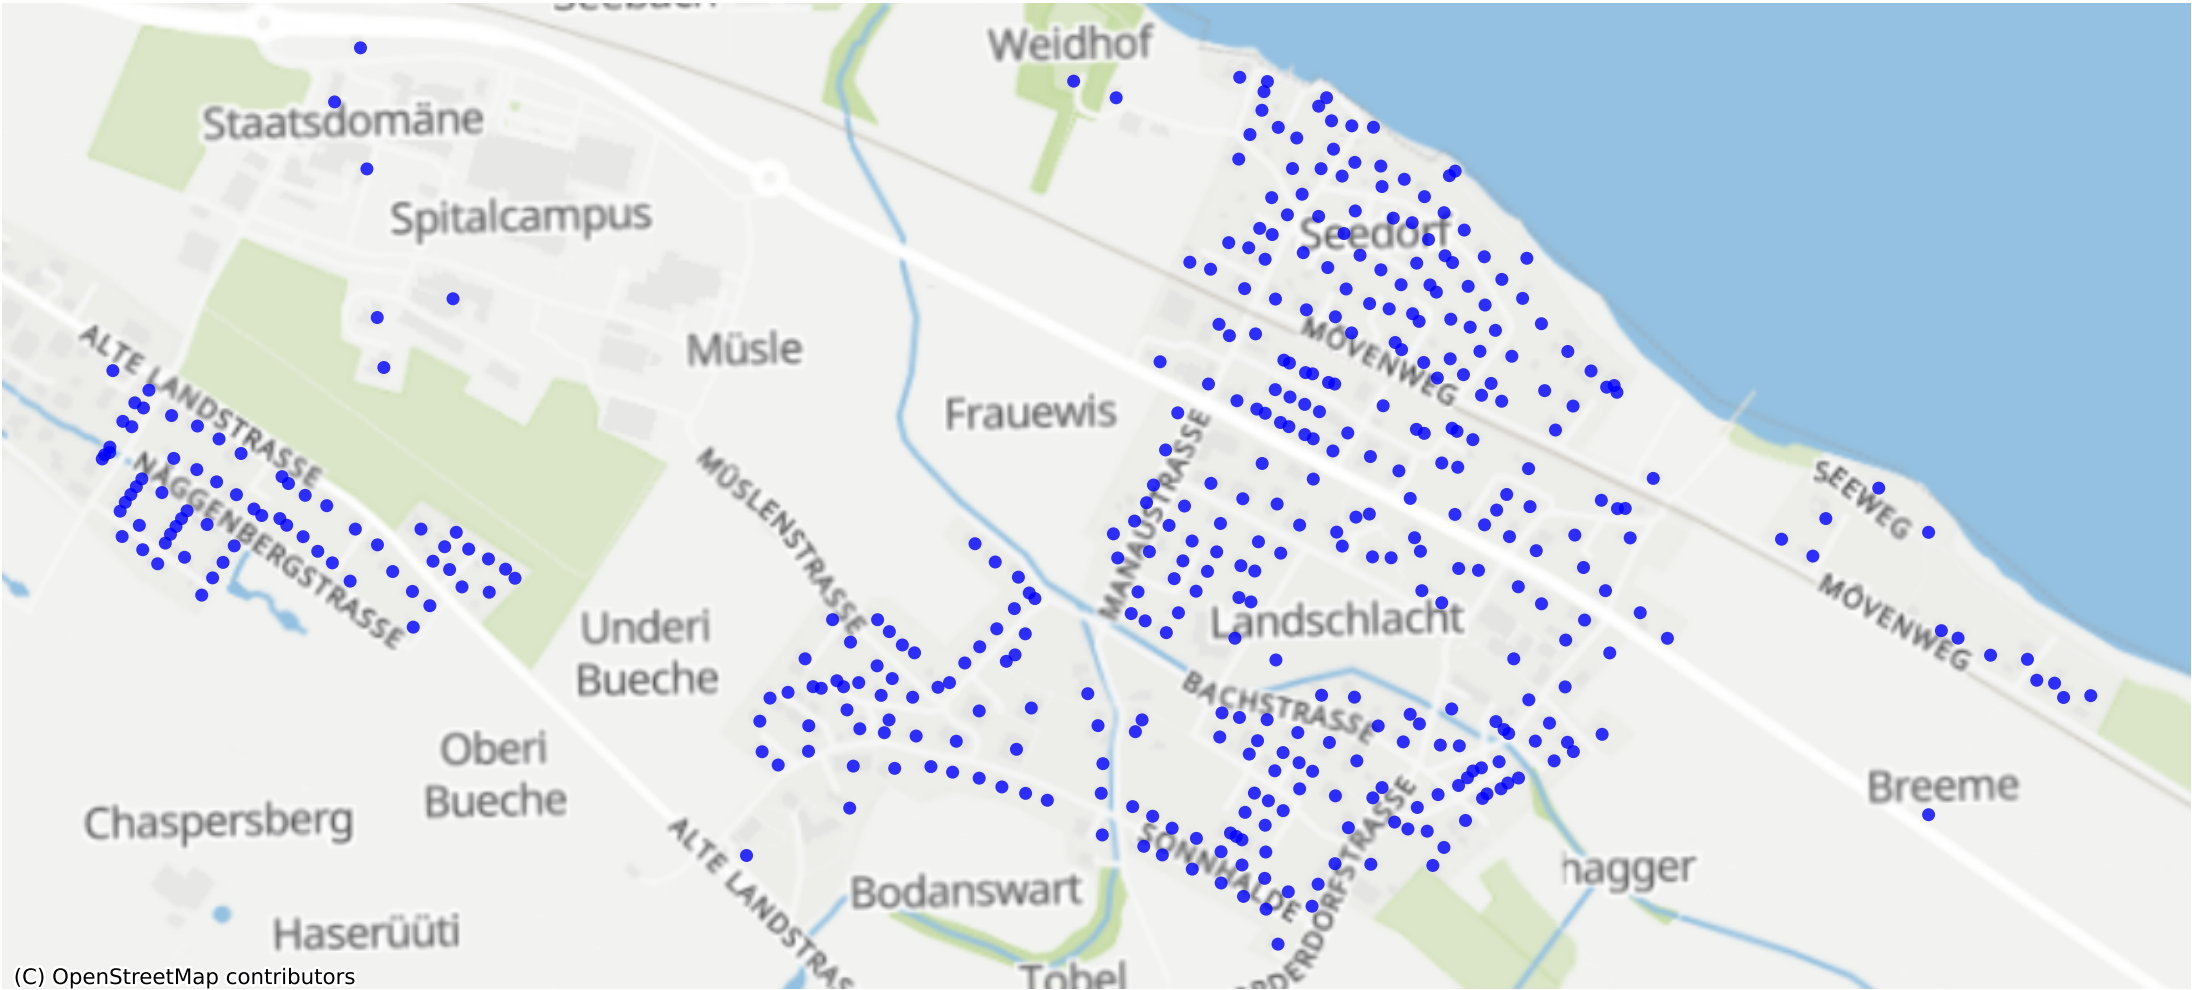 Weidhof
Staatsdomäne
Spitalcampus
Seedorf
Müsle
MÖVENWEG
ALTE LANDSTRASSE
Frauewis
MANAUSTRASSE
SEEWEG
NÄGGENBERGSTRASSE
MÜSLENSTRASSE
MÖVENWEG
Underi
Bueche
Landschlacht
BACHSTRASSE
Oberi
Bueche
Breeme
Chaspersberg
SONNHALDE
ALTE LANDSTRAS
Bodanswart
hagger
Haserüüti
Tobel
(C) OpenStreetMap contributors